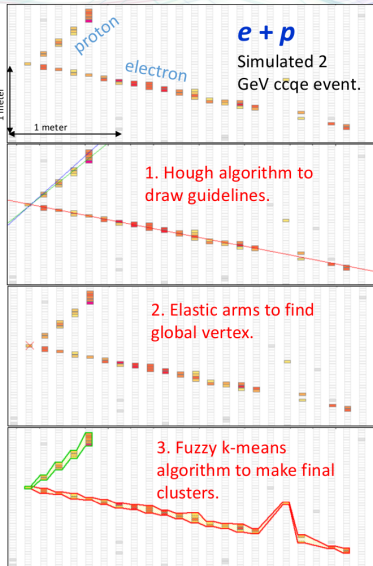 proton
e + p
Simulated 2
GeV ccqe event.
electron
1 meter
1 meter
1. Hough algorithm to
draw guidelines.
2. Elastic arms to find
global vertex.
3. Fuzzy k-means
algorithm to make final
clusters.